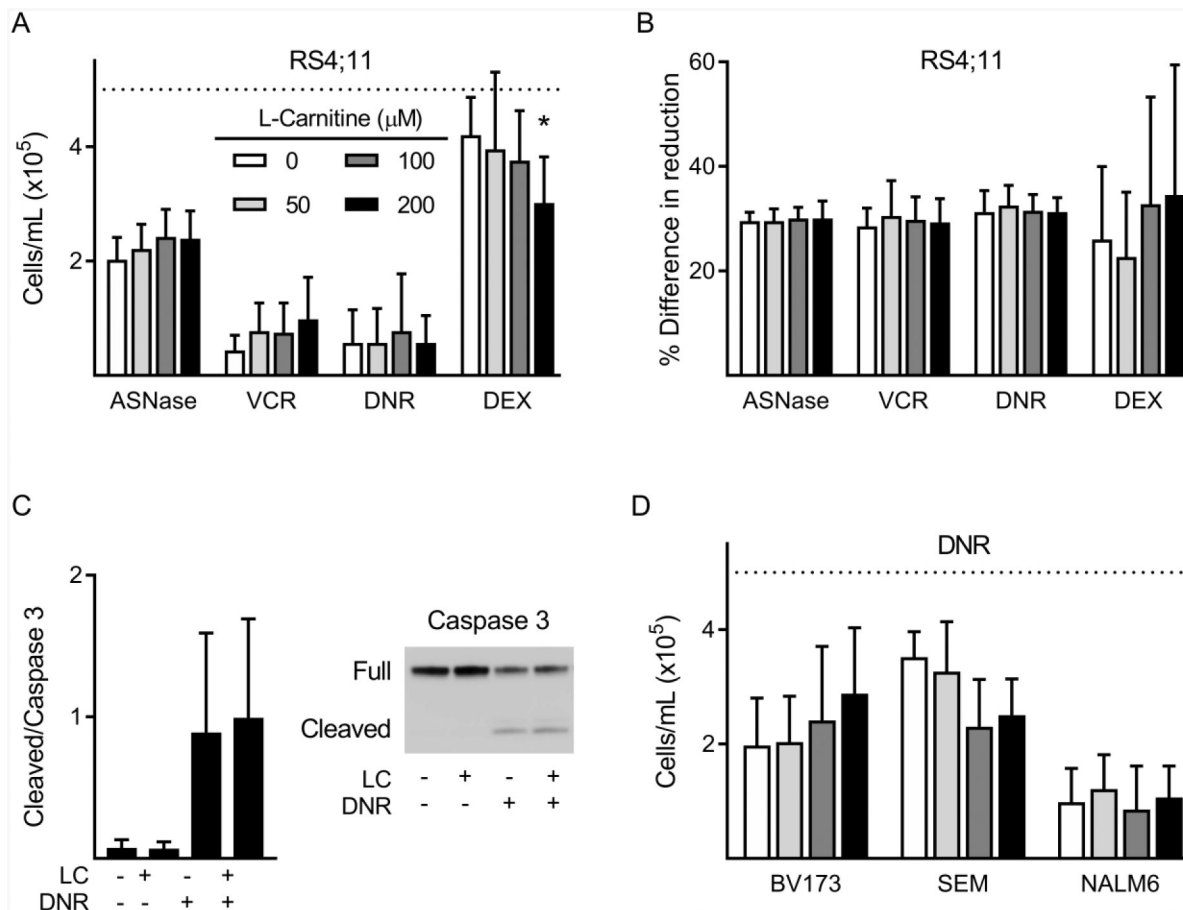 A
RS4;11
Cells/mL (x10⁵)
4
2
L-Carnitine (μM)
0 100
50 200
*
ASNase VCR DNR DEX
B
RS4;11
% Difference in reduction
60
40
20
ASNase VCR DNR DEX
C
Cleaved/Caspase 3
2
1
LC - + - +
DNR - - + +
Caspase 3
Full
Cleaved
LC - + - +
DNR - - + +
D
DNR
Cells/mL (x10⁵)
4
2
BV173 SEM NALM6